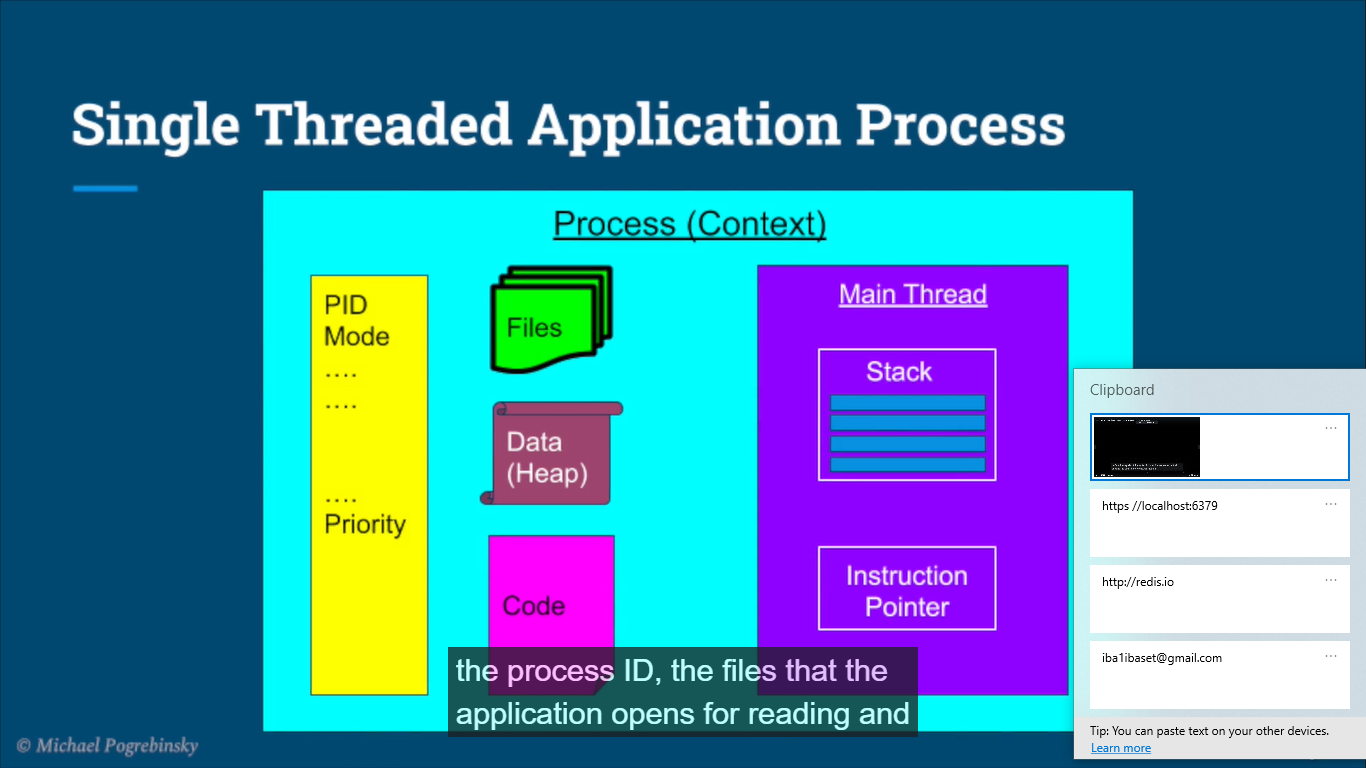 Single Threaded Application Process
Process (Context)
PID
Mode
....
....
....
Priority
Files
Data
(Heap)
Code
Main Thread
Stack
Instruction
Pointer
the process ID, the files that the
application opens for reading and
© Michael Pogrebinsky
Clipboard
...
https //localhost:6379
...
http://redis.io
...
iba1ibaset@gmail.com
...
Tip: You can paste text on your other devices.
Learn more